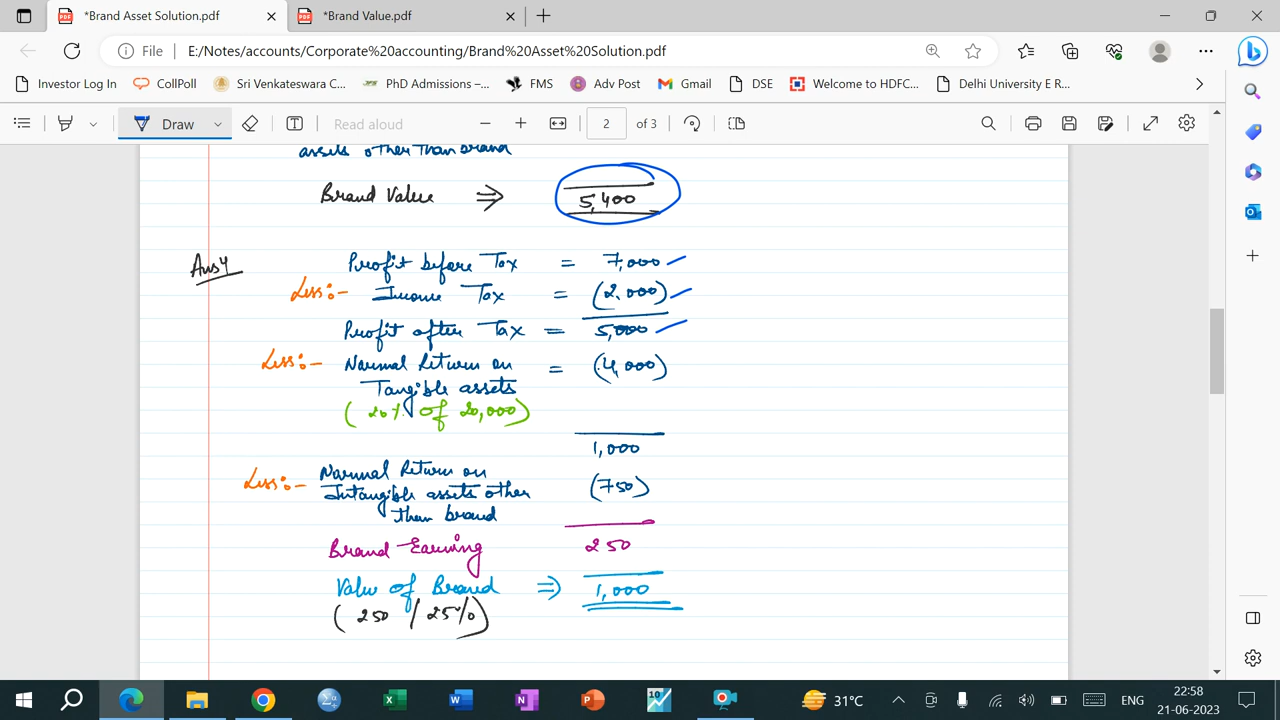 *Brand Asset Solution.pdf
*Brand Value.pdf
File E:/Notes/accounts/Corporate%20accounting/Brand%20Asset%20Solution.pdf
Investor Log In CollPoll Sri Venkateswara C... PhD Admissions –... FMS Adv Post Gmail DSE Welcome to HDFC... Delhi University E R...
Draw Read aloud 2 of 3
assets other than brand
Brand Value ⇒ 5,400
Ans4 Profit before Tax = 7,000
Less:- Income Tax = (2,000)
Profit after Tax = 5,000
Less:- Normal Return on = (4,000)
Tangible assets
(20% of 20,000)
1,000
Less:- Normal Return on
Intangible assets other (750)
than brand
Brand Earning 250
Value of Brand ⇒ 1,000
(250 / 25%)
31°C
ENG
22:58
21-06-2023